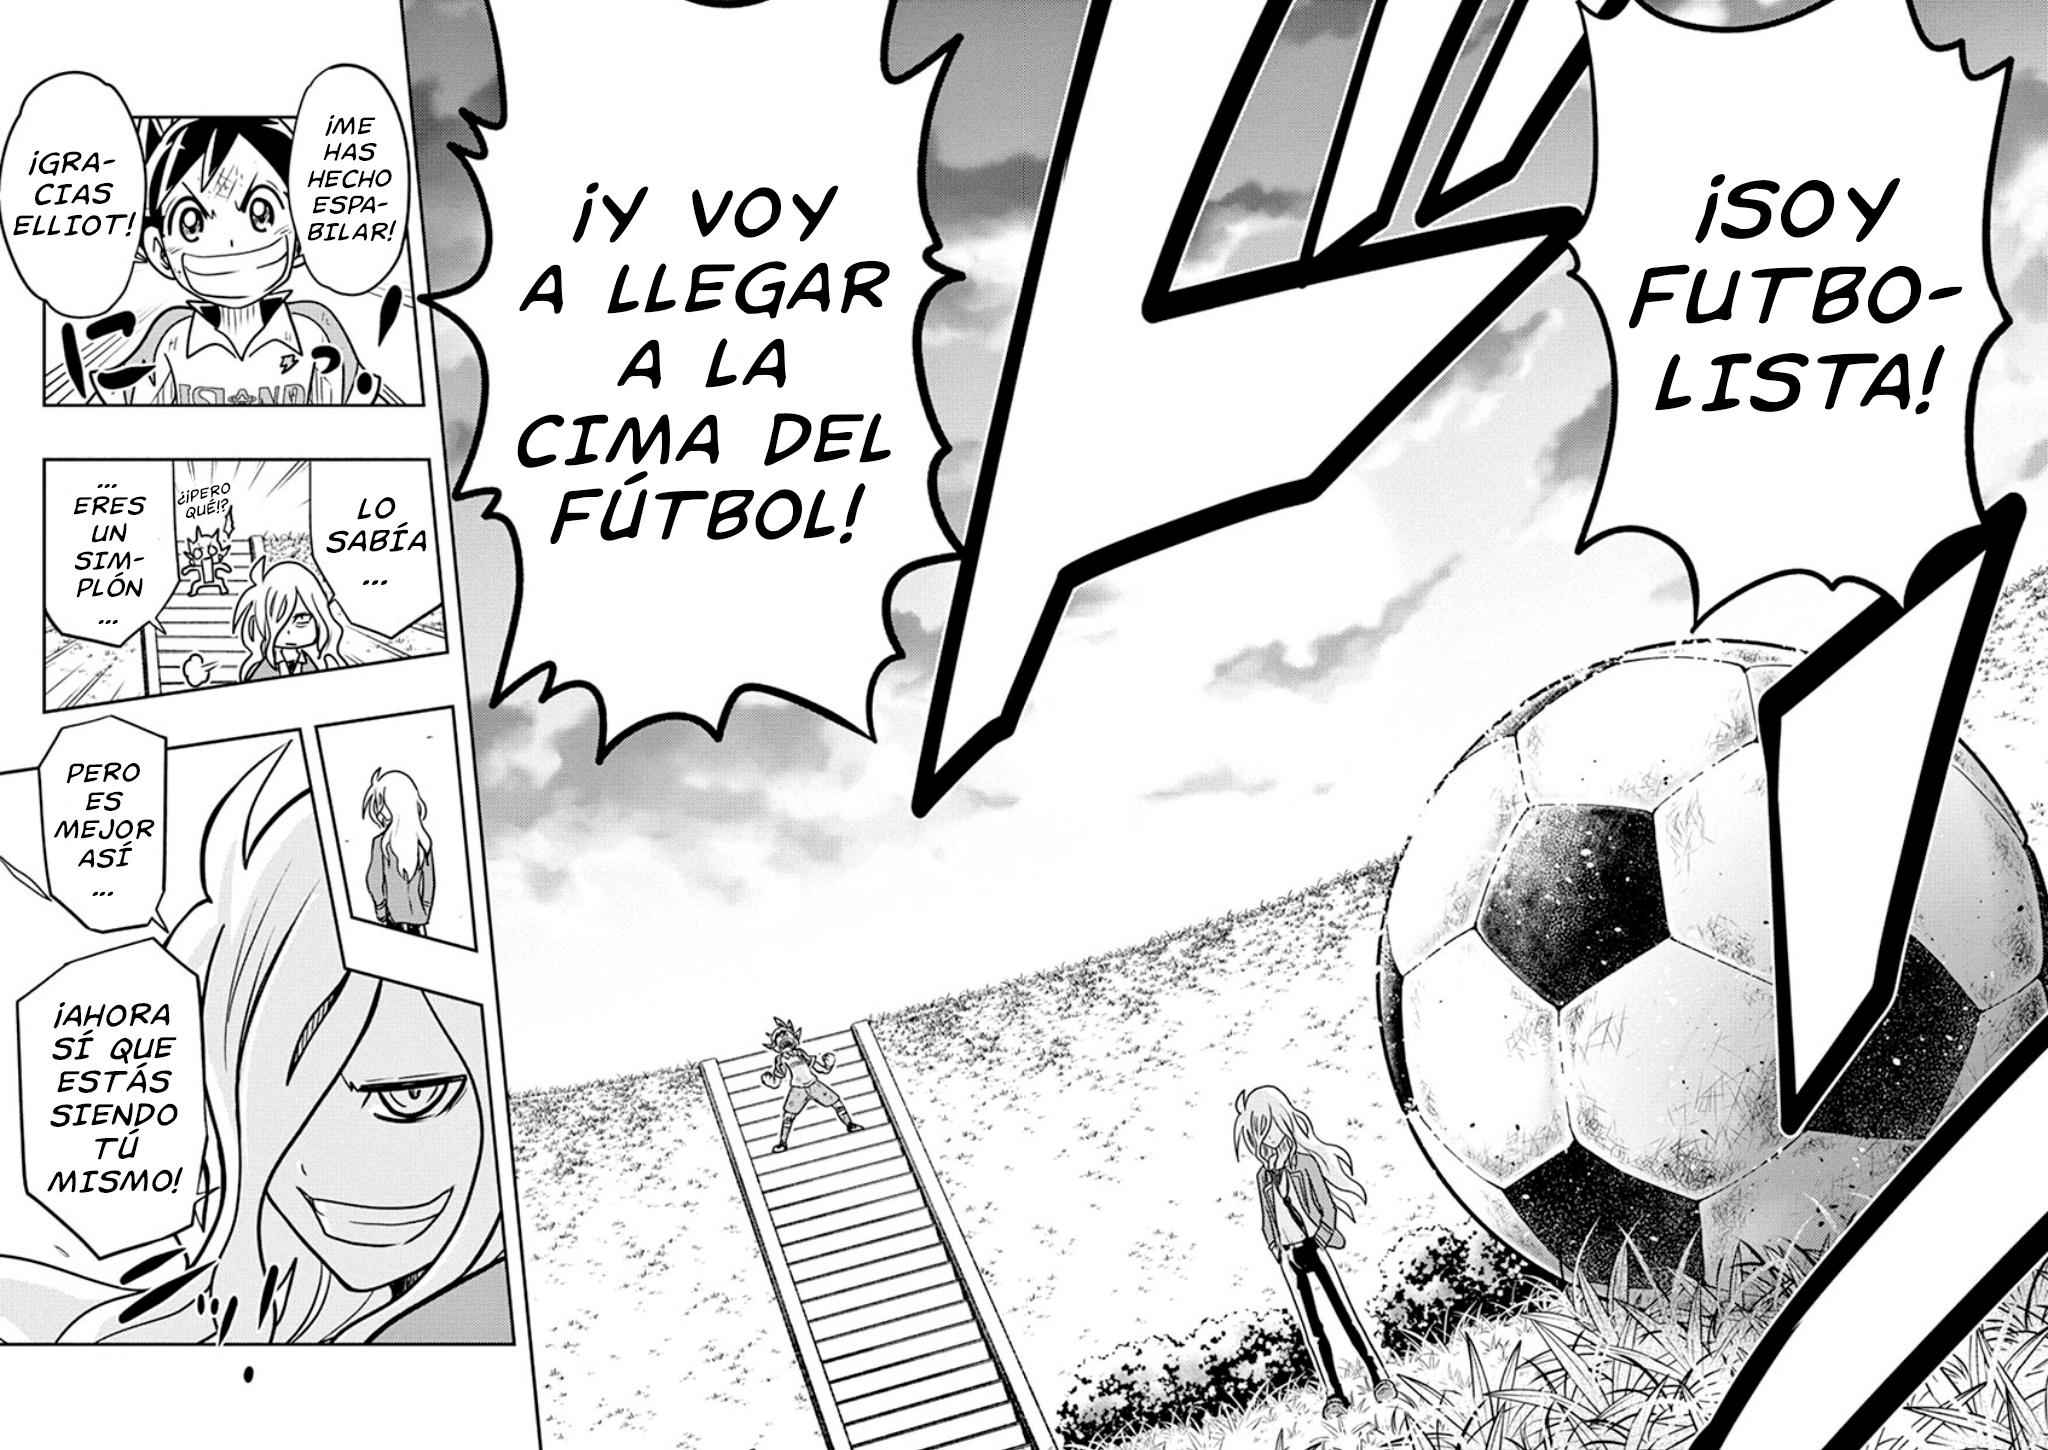 ¡SOY
FUTBO-
LISTA!
¡Y VOY
A LLEGAR
A LA
CIMA DEL
FÚTBOL!
¡ME
HAS
HECHO
ESPA-
BILAR!
¡GRA-
CIAS
ELLIOT!
LO
SABÍA
...
¿¡PERO
QUÉ!?
...
ERES
UN
SIM-
PLÓN
...
PERO
ES
MEJOR
ASÍ
...
¡AHORA
SÍ QUE
ESTÁS
SIENDO
TÚ
MISMO!